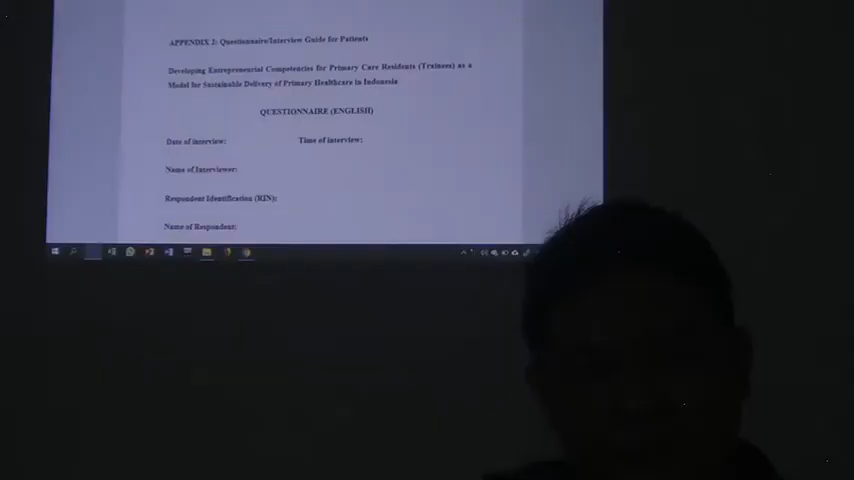 APPENDIX 2: Questionnaire/Interview Guide for Patients
Developing Entrepreneurial Competencies for Primary Care Residents (Trainees) as a
Model for Sustainable Delivery of Primary Healthcare in Indonesia
QUESTIONNAIRE (ENGLISH)
Date of interview: Time of interview:
Name of Interviewer:
Respondent Identification (RIN):
Name of Respondent: